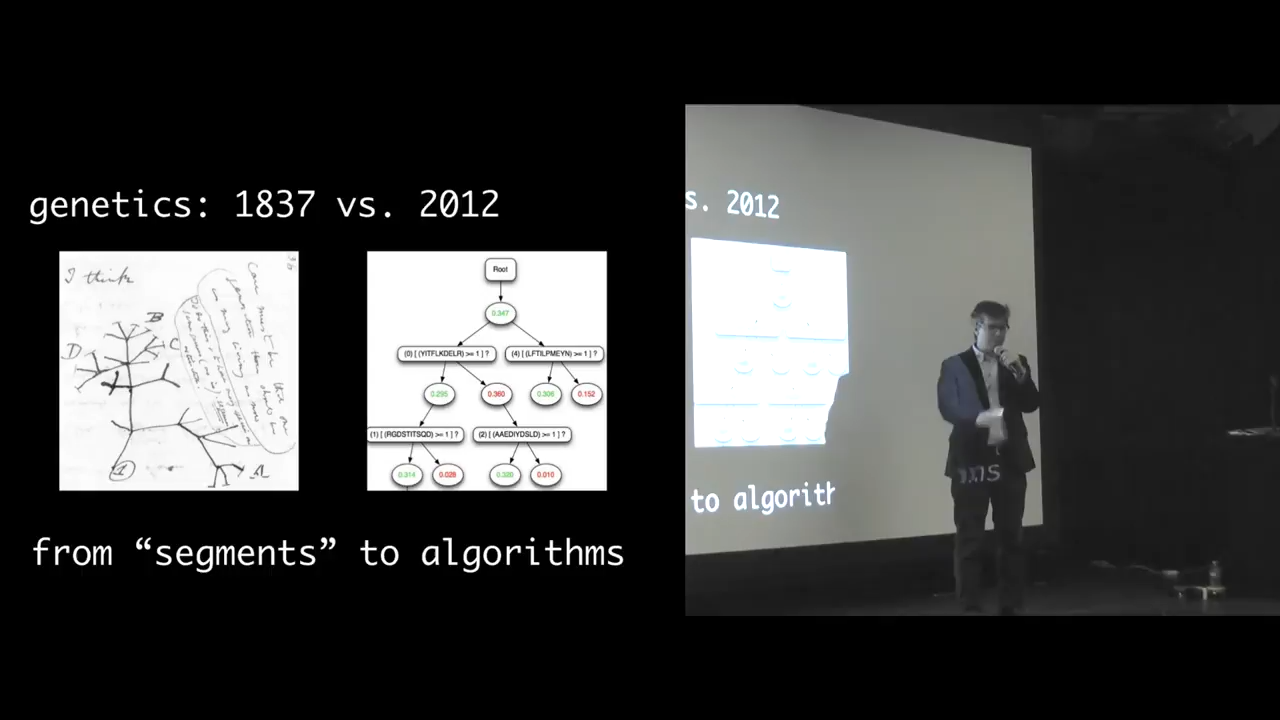 genetics: 1837 vs. 2012
I think
B
D
C
A
1
Root
0.347
(0) [ (YITFLKDELR) >= 1 ] ?
(4) [ (LFTILPMEYN) >= 1 ] ?
0.295
0.360
0.306
0.152
(1) [ (RGDSTITSQD) >= 1 ] ?
(2) [ (AAEDIYDSLD) >= 1 ] ?
0.314
0.028
0.320
0.010
from “segments” to algorithms
s. 2012
to algorith